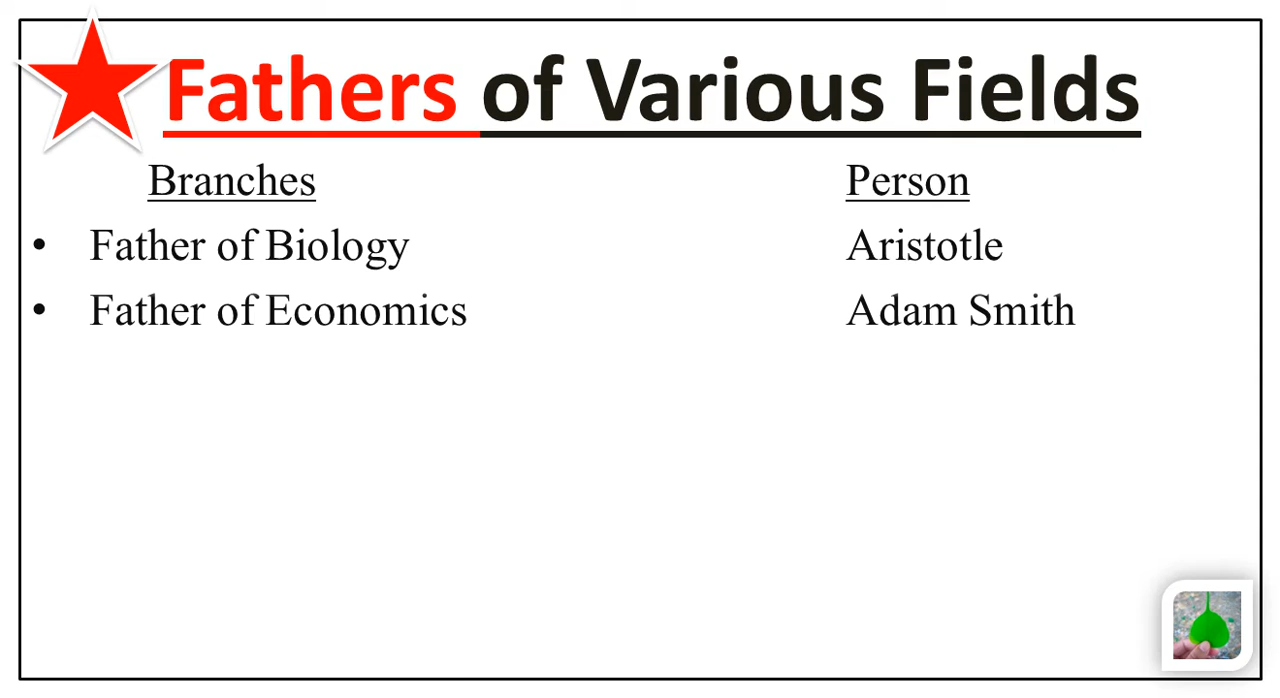 Fathers of Various Fields
Branches Person
• Father of Biology Aristotle
• Father of Economics Adam Smith